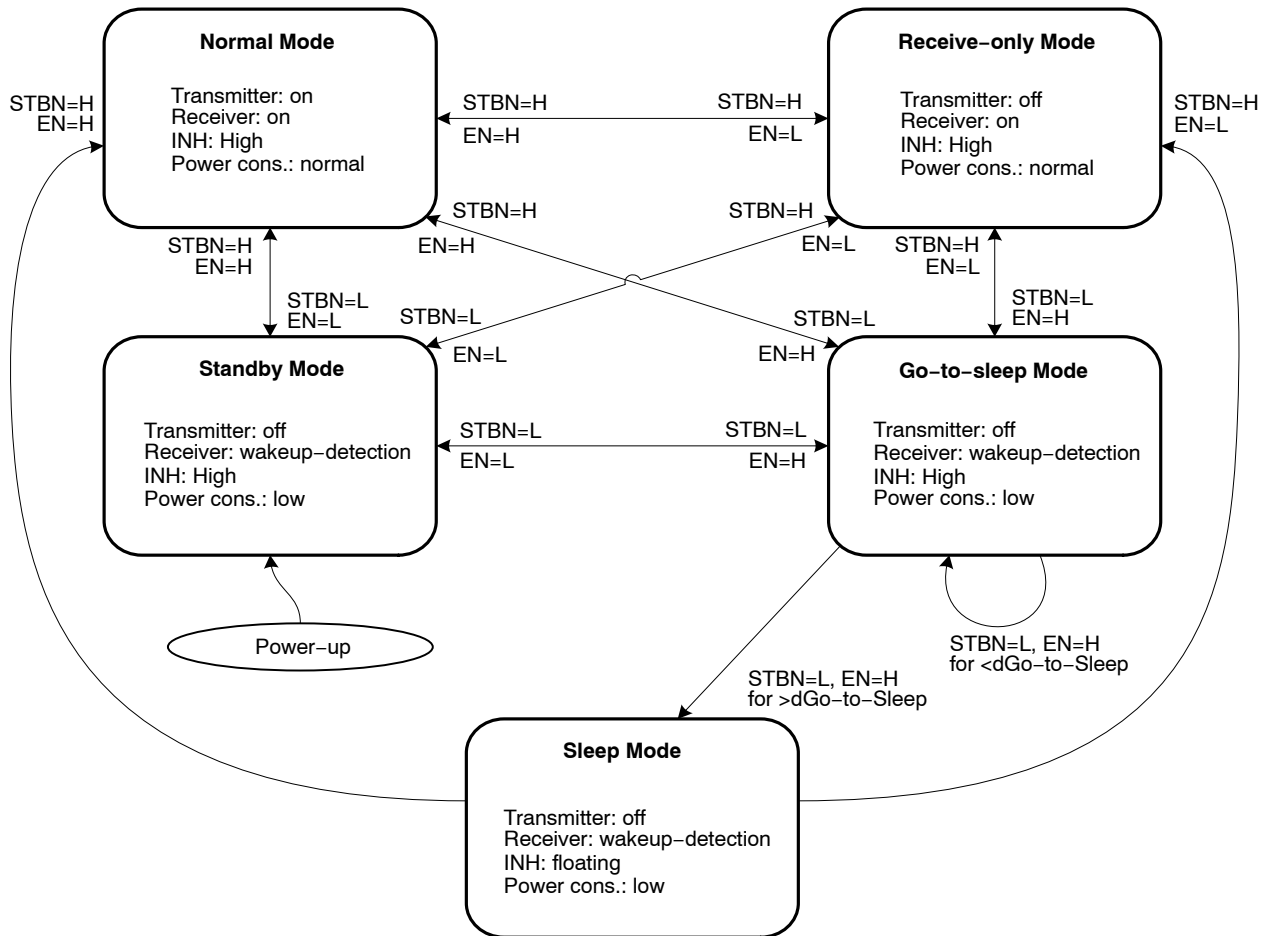 Normal Mode
Transmitter: on
Receiver: on
INH: High
Power cons.: normal
Receive−only Mode
Transmitter: off
Receiver: on
INH: High
Power cons.: normal
STBN=H
EN=H
STBN=H
EN=H
STBN=H
EN=L
STBN=H
EN=L
STBN=H
EN=H
STBN=H
EN=L
STBN=H
EN=H
STBN=L
EN=L
STBN=H
EN=L
STBN=L
EN=H
STBN=L
EN=L
STBN=L
EN=H
Standby Mode
Transmitter: off
Receiver: wakeup−detection
INH: High
Power cons.: low
Go−to−sleep Mode
Transmitter: off
Receiver: wakeup−detection
INH: High
Power cons.: low
STBN=L
EN=L
STBN=L
EN=H
Power−up
STBN=L, EN=H
for <dGo−to−Sleep
STBN=L, EN=H
for >dGo−to−Sleep
Sleep Mode
Transmitter: off
Receiver: wakeup−detection
INH: floating
Power cons.: low